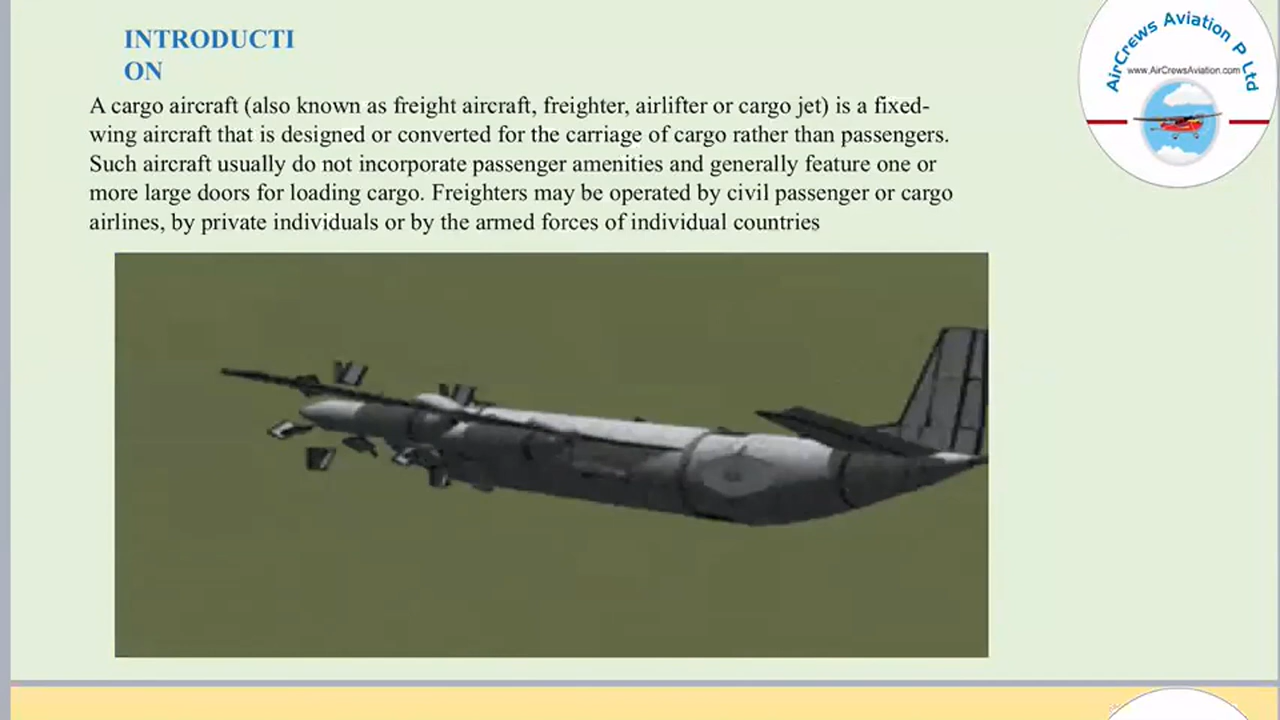 INTRODUCTI
ON
A cargo aircraft (also known as freight aircraft, freighter, airlifter or cargo jet) is a fixed-
wing aircraft that is designed or converted for the carriage of cargo rather than passengers.
Such aircraft usually do not incorporate passenger amenities and generally feature one or
more large doors for loading cargo. Freighters may be operated by civil passenger or cargo
airlines, by private individuals or by the armed forces of individual countries
AirCrews Aviation P Ltd
www.AirCrewsAviation.com